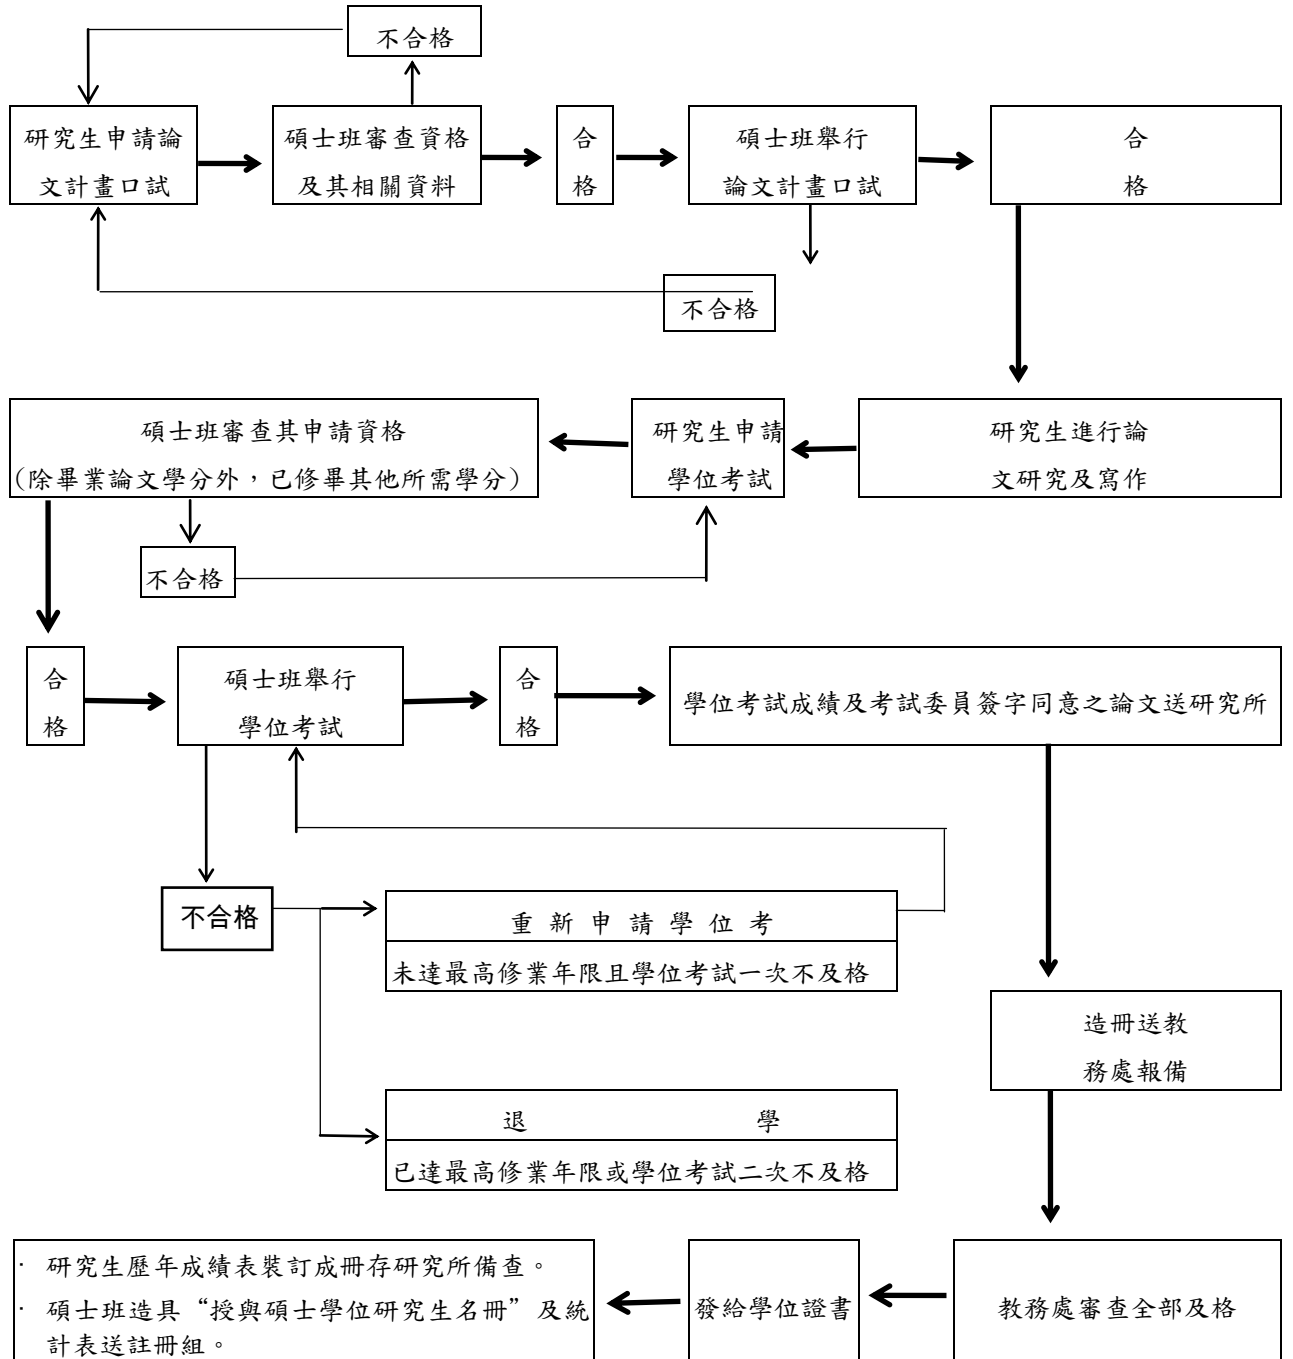 不合格
研究生申請論
文計畫口試
碩士班審查資格
及其相關資料
合
格
碩士班舉行
論文計畫口試
合
格
不合格
碩士班審查其申請資格
(除畢業論文學分外，已修畢其他所需學分)
研究生申請
學位考試
研究生進行論
文研究及寫作
不合格
合
格
碩士班舉行
學位考試
合
格
學位考試成績及考試委員簽字同意之論文送研究所
不合格
重新申請學位考
未達最高修業年限且學位考試一次不及格
造冊送教
務處報備
退 學
已達最高修業年限或學位考試二次不及格
· 研究生歷年成績表裝訂成冊存研究所備查。
· 碩士班造具“授與碩士學位研究生名冊”及統
計表送註冊組。
發給學位證書
教務處審查全部及格